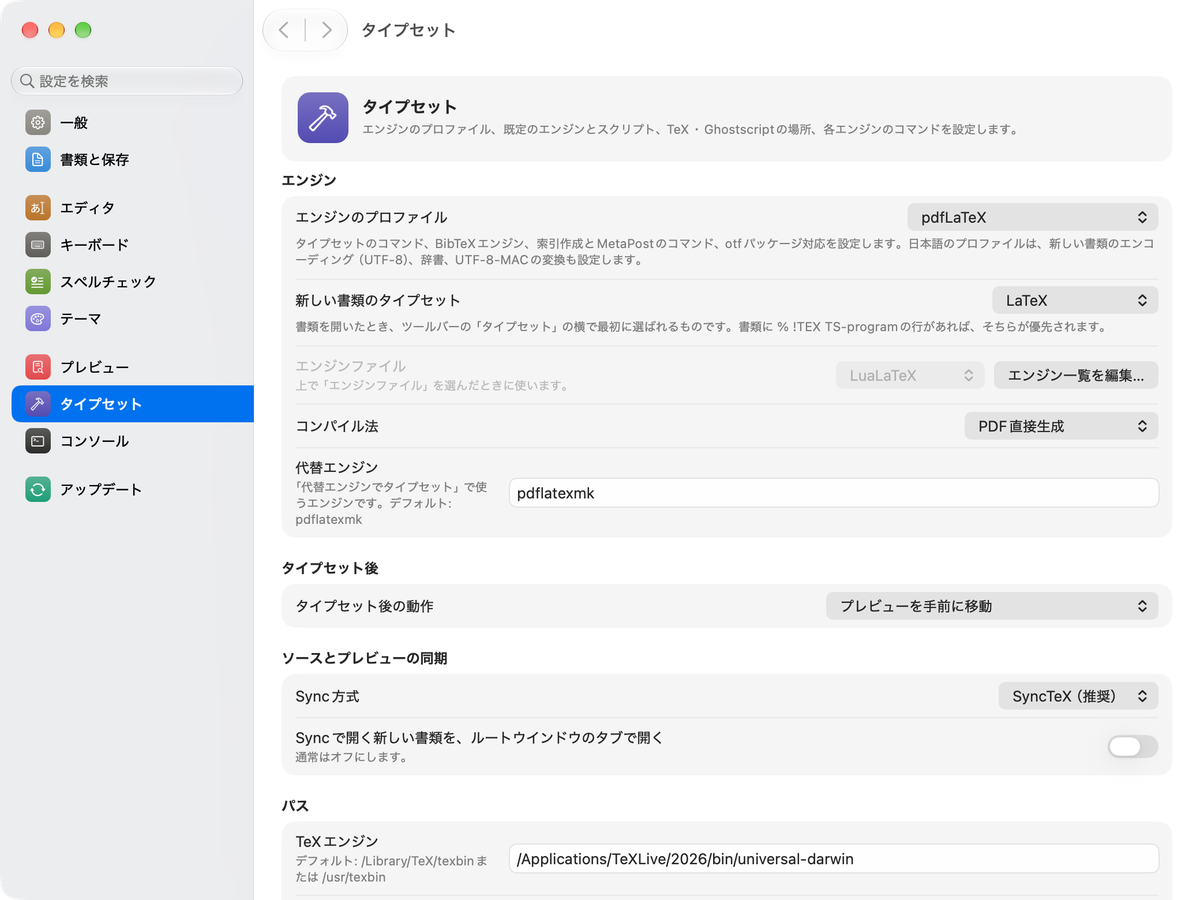 タイプセット
設定を検索
一般
書類と保存
エディタ
キーボード
スペルチェック
テーマ
プレビュー
タイプセット
コンソール
アップデート
タイプセット
エンジンのプロファイル、既定のエンジンとスクリプト、TeX・Ghostscriptの場所、各エンジンのコマンドを設定します。
エンジン
エンジンのプロファイル
pdfLaTeX
タイプセットのコマンド、BibTeXエンジン、索引作成とMetaPostのコマンド、otfパッケージ対応を設定します。日本語のプロファイルは、新しい書類のエンコ
ーディング（UTF-8）、辞書、UTF-8-MACの変換も設定します。
新しい書類のタイプセット
LaTeX
書類を開いたとき、ツールバーの「タイプセット」の横で最初に選ばれるものです。書類に % !TEX TS-programの行があれば、そちらが優先されます。
エンジンファイル
上で「エンジンファイル」を選んだときに使います。
LuaLaTeX
エンジン一覧を編集...
コンパイル法
PDF直接生成
代替エンジン
「代替エンジンでタイプセット」で使
うエンジンです。デフォルト:
pdflatexmk
pdflatexmk
タイプセット後
タイプセット後の動作
プレビューを手前に移動
ソースとプレビューの同期
Sync方式
SyncTeX（推奨）
Syncで開く新しい書類を、ルートウインドウのタブで開く
通常はオフにします。
パス
TeXエンジン
デフォルト: /Library/TeX/texbinま
たは /usr/texbin
/Applications/TeXLive/2026/bin/universal-darwin